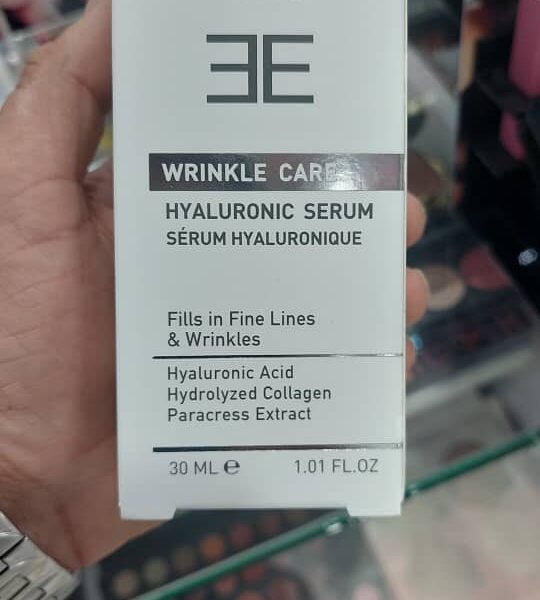 ƎE
WRINKLE CARE
HYALURONIC SERUM
SÉRUM HYALURONIQUE
Fills in Fine Lines
& Wrinkles
Hyaluronic Acid
Hydrolyzed Collagen
Paracress Extract
30 ML ℮ 1.01 FL.OZ